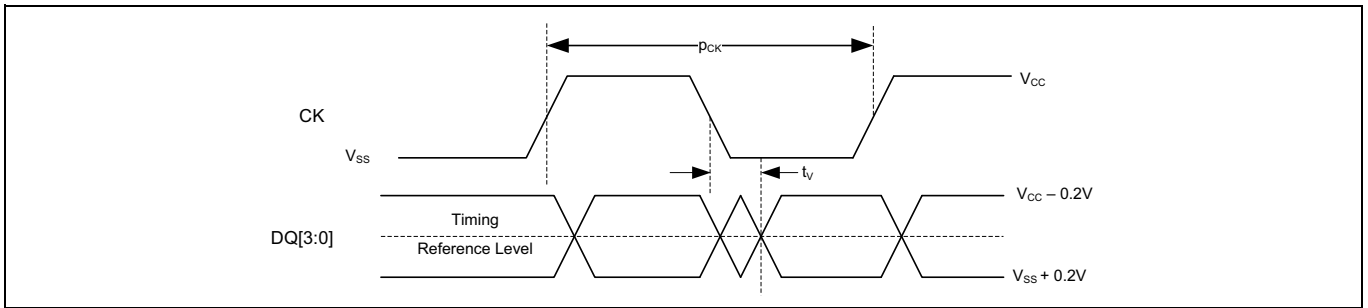 pCK
VCC
CK
VSS
tV
VCC – 0.2V
Timing
DQ[3:0]
Reference Level
VSS + 0.2V